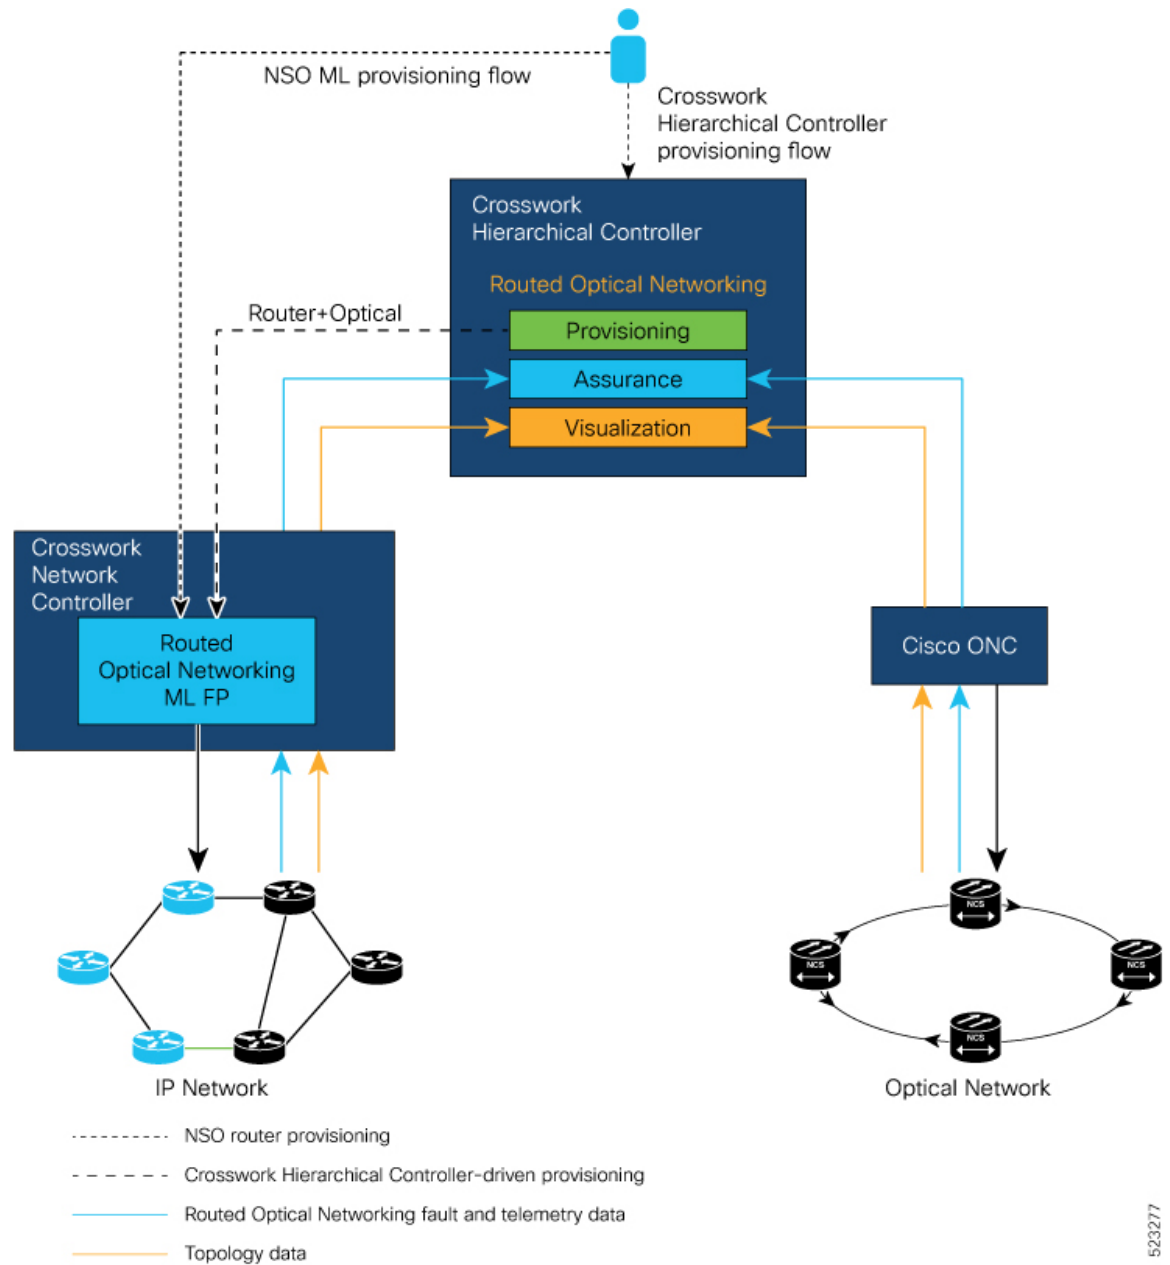 NSO ML provisioning flow
Crosswork
Hierarchical Controller
provisioning flow
Crosswork
Hierarchical Controller
Routed Optical Networking
Router+Optical
Provisioning
Assurance
Visualization
Crosswork
Network
Controller
Routed
Optical Networking
ML FP
Cisco ONC
NCS
NCS
NCS
NCS
IP Network
Optical Network
NSO router provisioning
Crosswork Hierarchical Controller-driven provisioning
Routed Optical Networking fault and telemetry data
Topology data
523277